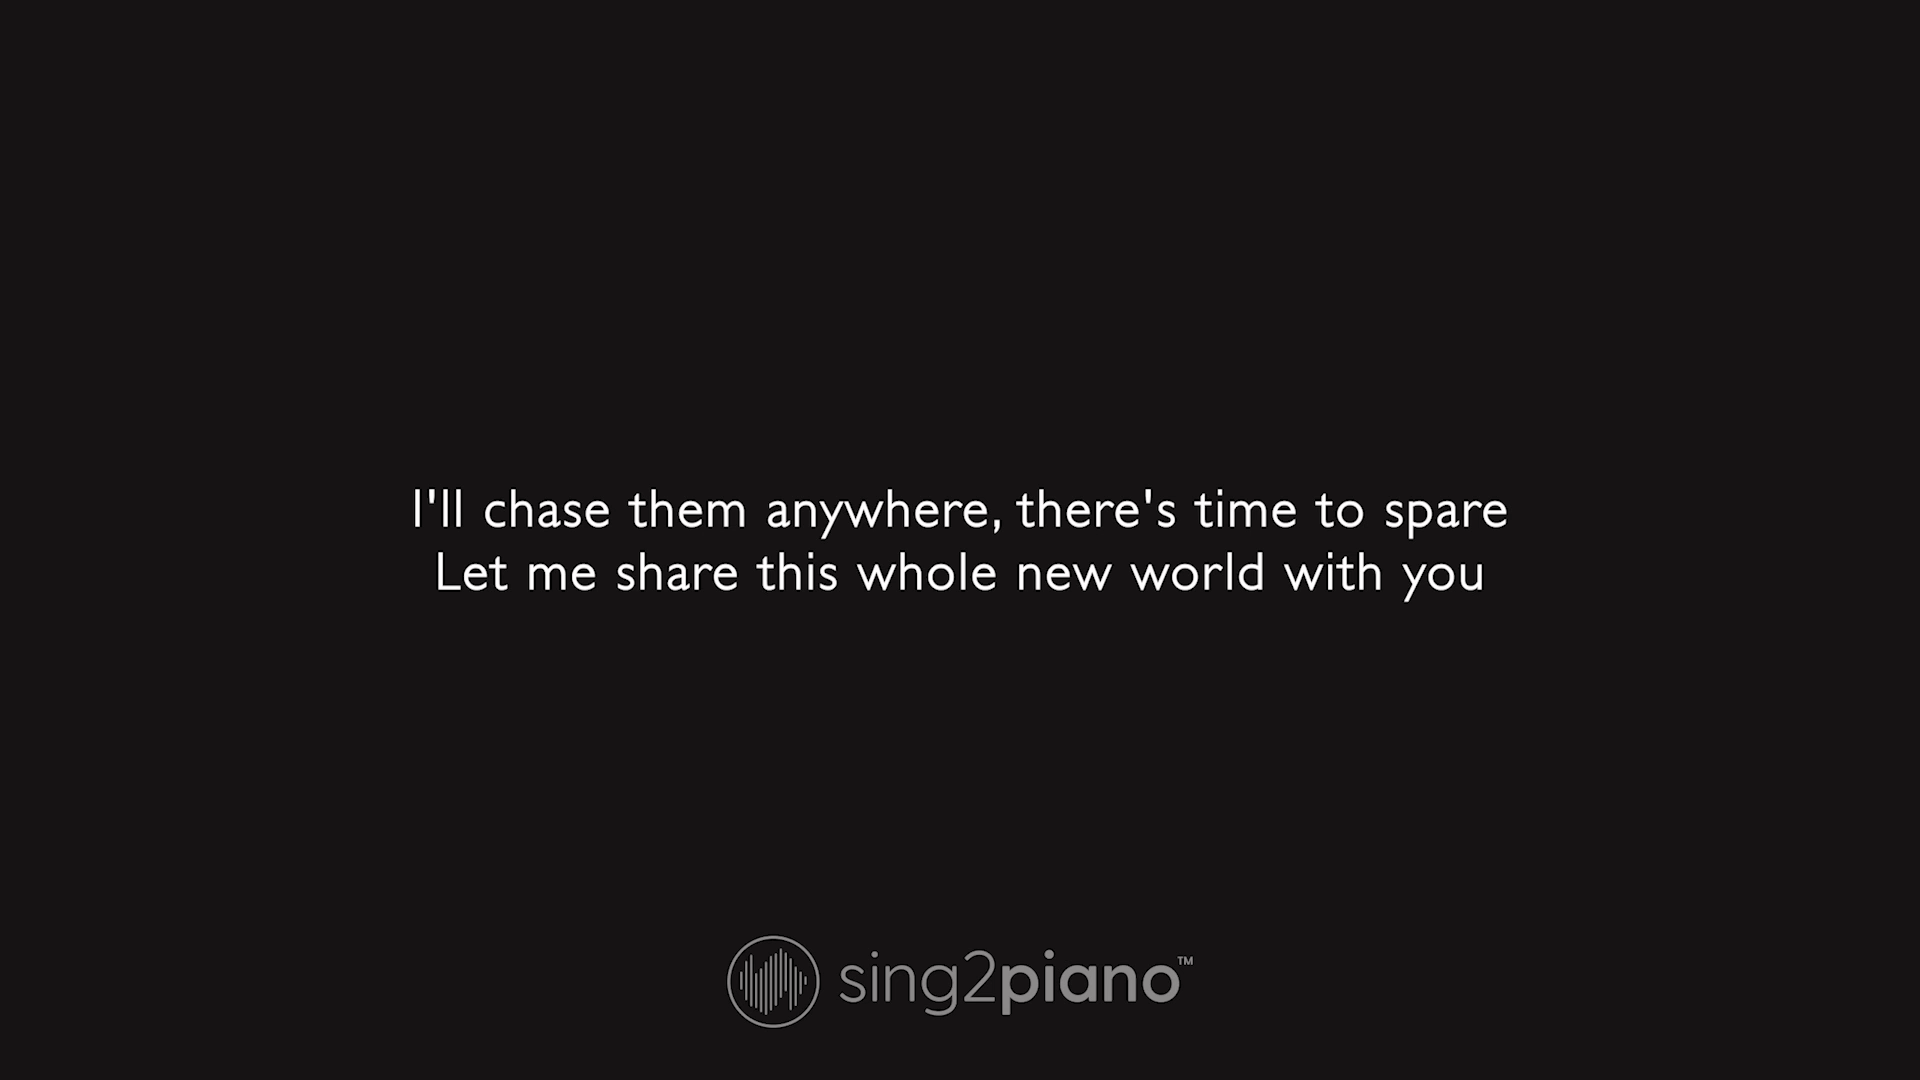 I'll chase them anywhere, there's time to spare
Let me share this whole new world with you
sing2piano™